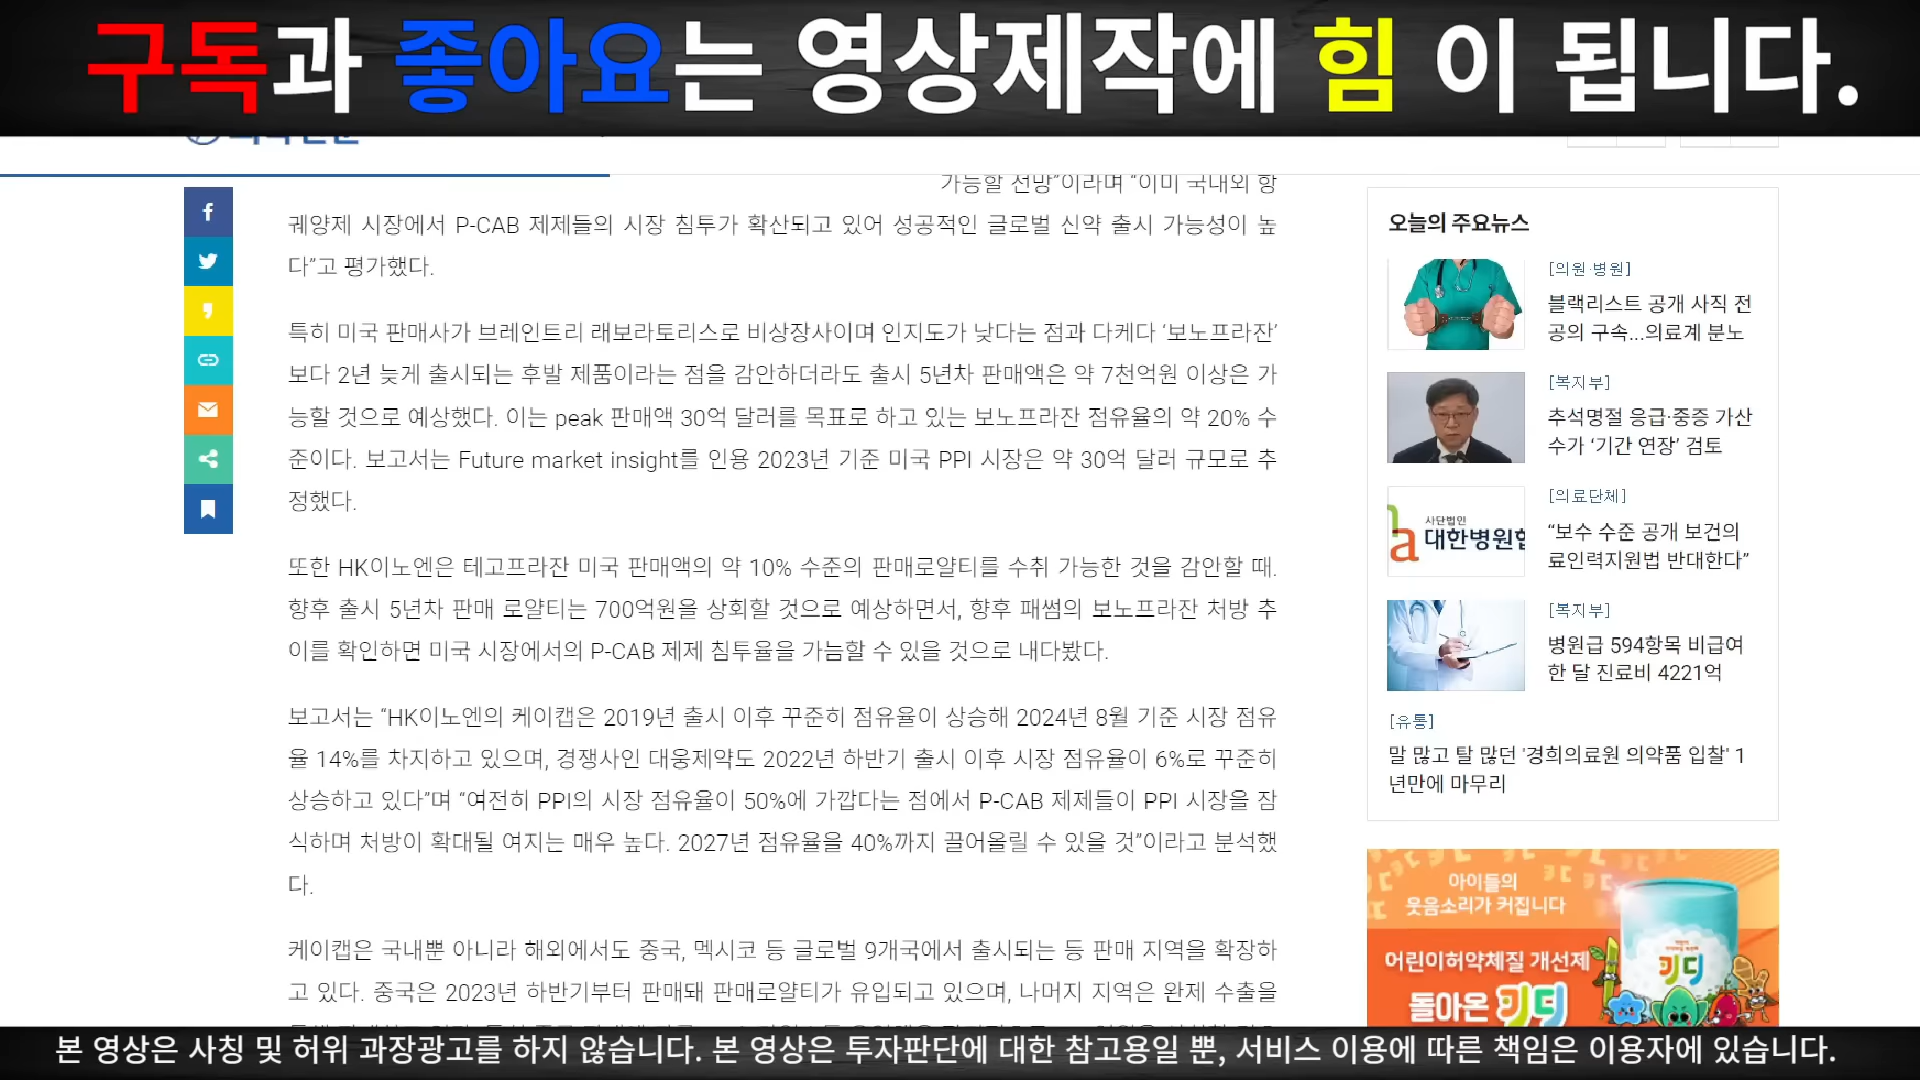 구독과 좋아요는 영상제작에 힘 이 됩니다.
가능할 전망”이라며 “이미 국내외 항
궤양제 시장에서 P-CAB 제제들의 시장 침투가 확산되고 있어 성공적인 글로벌 신약 출시 가능성이 높
다”고 평가했다.
특히 미국 판매사가 브레인트리 래보라토리스로 비상장사이며 인지도가 낮다는 점과 다케다 ‘보노프라잔’
보다 2년 늦게 출시되는 후발 제품이라는 점을 감안하더라도 출시 5년차 판매액은 약 7천억원 이상은 가
능할 것으로 예상했다. 이는 peak 판매액 30억 달러를 목표로 하고 있는 보노프라잔 점유율의 약 20% 수
준이다. 보고서는 Future market insight를 인용 2023년 기준 미국 PPI 시장은 약 30억 달러 규모로 추
정했다.
또한 HK이노엔은 테고프라잔 미국 판매액의 약 10% 수준의 판매로얄티를 수취 가능한 것을 감안할 때.
향후 출시 5년차 판매 로얄티는 700억원을 상회할 것으로 예상하면서, 향후 패썸의 보노프라잔 처방 추
이를 확인하면 미국 시장에서의 P-CAB 제제 침투율을 가늠할 수 있을 것으로 내다봤다.
보고서는 “HK이노엔의 케이캡은 2019년 출시 이후 꾸준히 점유율이 상승해 2024년 8월 기준 시장 점유
율 14%를 차지하고 있으며, 경쟁사인 대웅제약도 2022년 하반기 출시 이후 시장 점유율이 6%로 꾸준히
상승하고 있다”며 “여전히 PPI의 시장 점유율이 50%에 가깝다는 점에서 P-CAB 제제들이 PPI 시장을 잠
식하며 처방이 확대될 여지는 매우 높다. 2027년 점유율을 40%까지 끌어올릴 수 있을 것”이라고 분석했
다.
케이캡은 국내뿐 아니라 해외에서도 중국, 멕시코 등 글로벌 9개국에서 출시되는 등 판매 지역을 확장하
고 있다. 중국은 2023년 하반기부터 판매돼 판매로얄티가 유입되고 있으며, 나머지 지역은 완제 수출을
오늘의 주요뉴스
[의원·병원]
블랙리스트 공개 사직 전
공의 구속...의료계 분노
[복지부]
추석명절 응급·중증 가산
수가 ‘기간 연장’ 검토
사단법인
대한병원협
[의료단체]
“보수 수준 공개 보건의
료인력지원법 반대한다”
[복지부]
병원급 594항목 비급여
한 달 진료비 4221억
[유통]
말 많고 탈 많던 '경희의료원 의약품 입찰' 1
년만에 마무리
아이들의
웃음소리가 커집니다
어린이허약체질 개선제
돌아온 키디
키디
본 영상은 사칭 및 허위 과장광고를 하지 않습니다. 본 영상은 투자판단에 대한 참고용일 뿐, 서비스 이용에 따른 책임은 이용자에 있습니다.